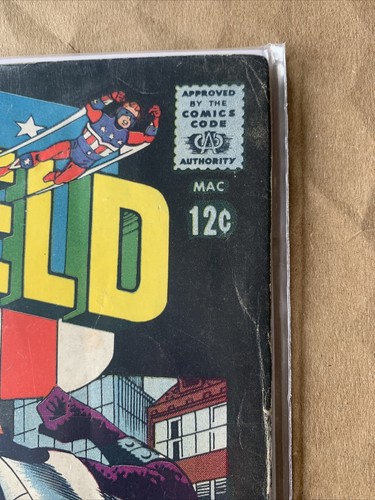 APPROVED
BY THE
COMICS
CODE
CA
AUTHORITY
MAC
12¢
ELD